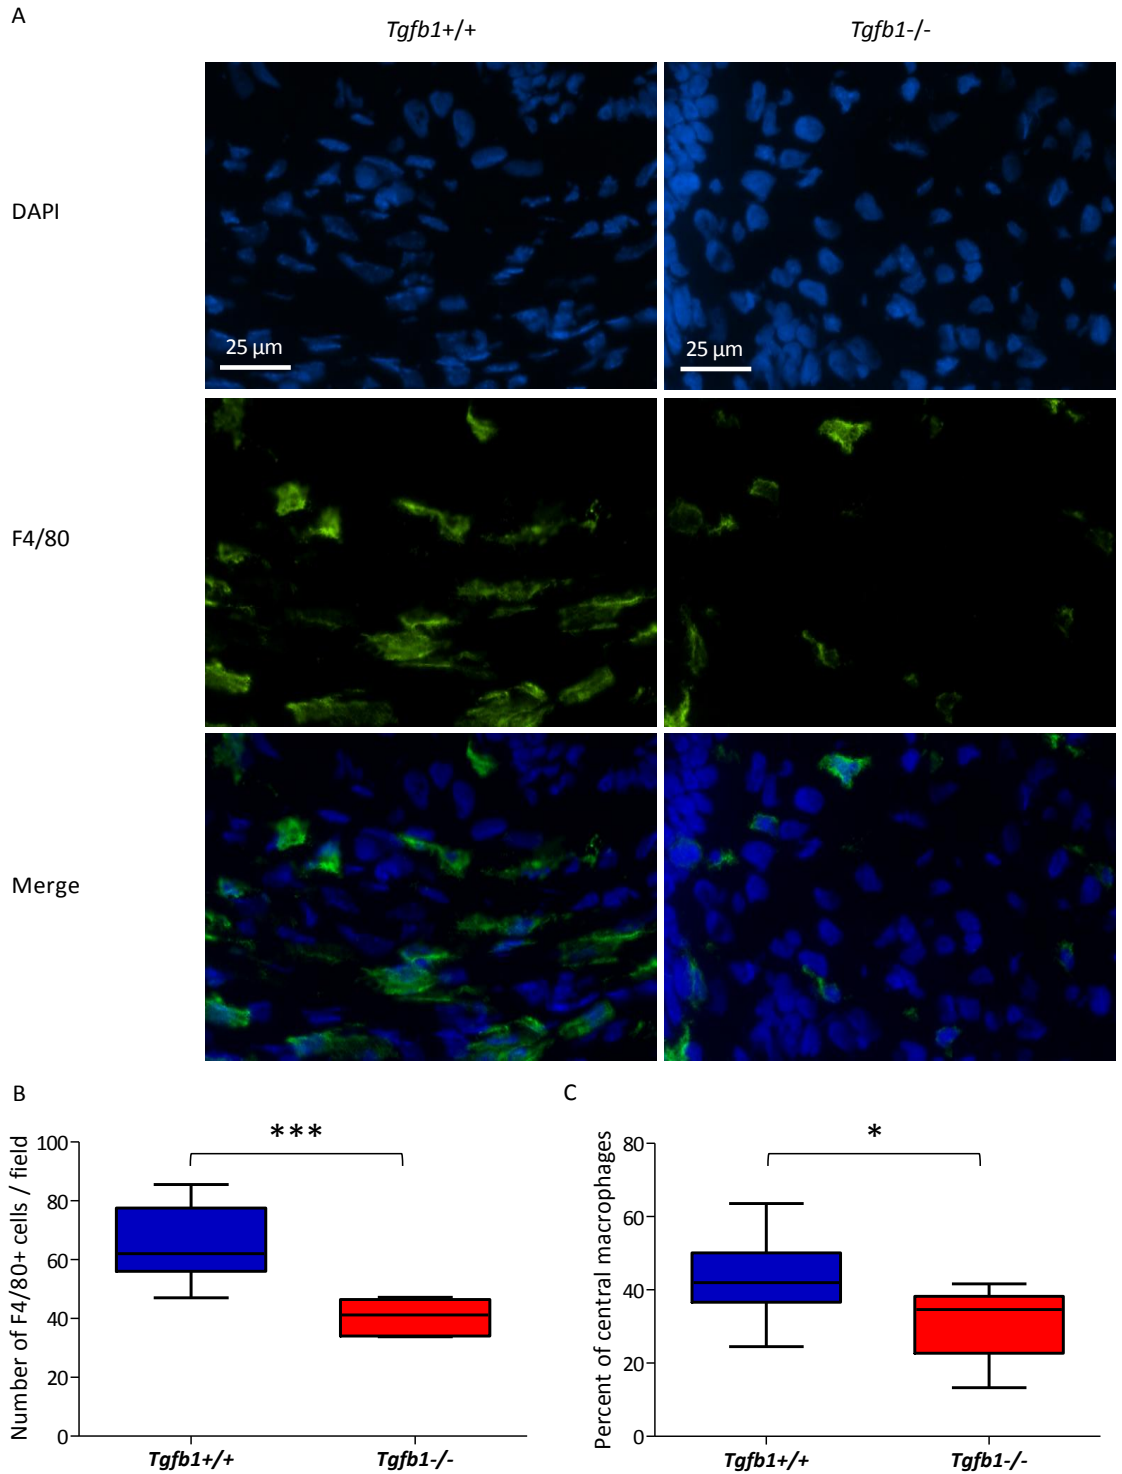 A
Tgfb1+/+
Tgfb1-/-
DAPI
25 µm
25 µm
F4/80
Merge
B
Number of F4/80+ cells / field
100
80
60
40
20
0
***
Tgfb1+/+
Tgfb1-/-
C
Percent of central macrophages
80
60
40
20
0
*
Tgfb1+/+
Tgfb1-/-